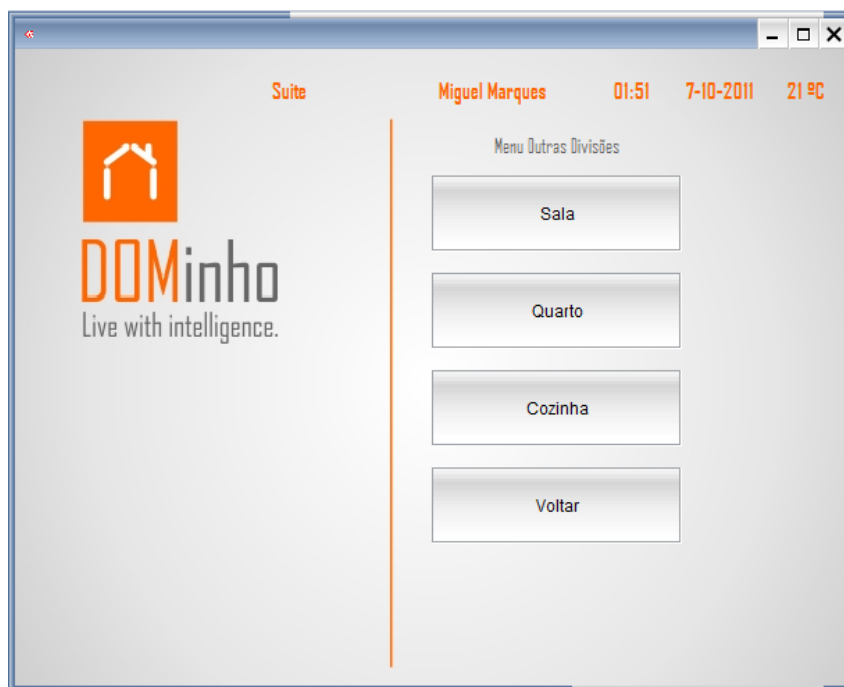 Suite Miguel Marques 01:51 7-10-2011 21 ºC
DOMinho
Live with intelligence.
Menu Outras Divisões
Sala
Quarto
Cozinha
Voltar